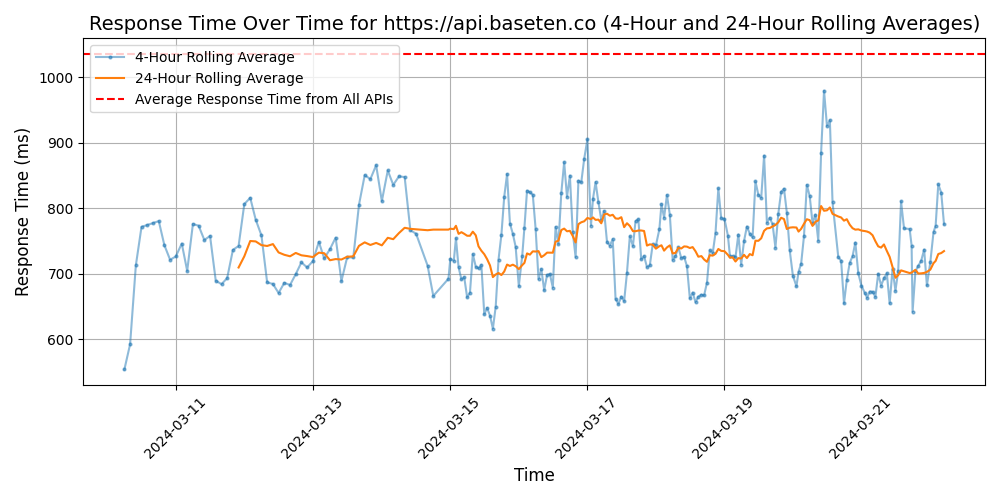 Response Time Over Time for https://api.baseten.co (4-Hour and 24-Hour Rolling Averages)
4-Hour Rolling Average
24-Hour Rolling Average
Average Response Time from All APIs
Response Time (ms)
1000
900
800
700
600
2024-03-11
2024-03-13
2024-03-15
2024-03-17
2024-03-19
2024-03-21
Time